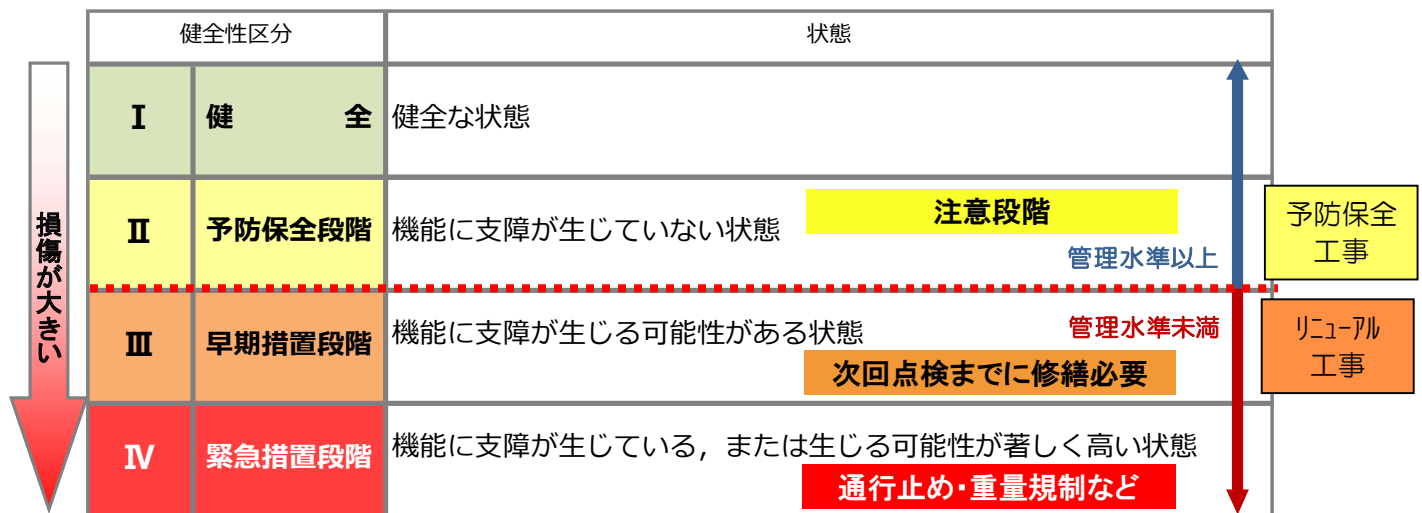 健全性区分
状態
Ⅰ
健 全
健全な状態
Ⅱ
予防保全段階
機能に支障が生じていない状態
注意段階
管理水準以上
Ⅲ
早期措置段階
機能に支障が生じる可能性がある状態
管理水準未満
次回点検までに修繕必要
Ⅳ
緊急措置段階
機能に支障が生じている，または生じる可能性が著しく高い状態
通行止め・重量規制など
損傷が大きい
予防保全
工事
ﾘﾆｭｰｱﾙ
工事